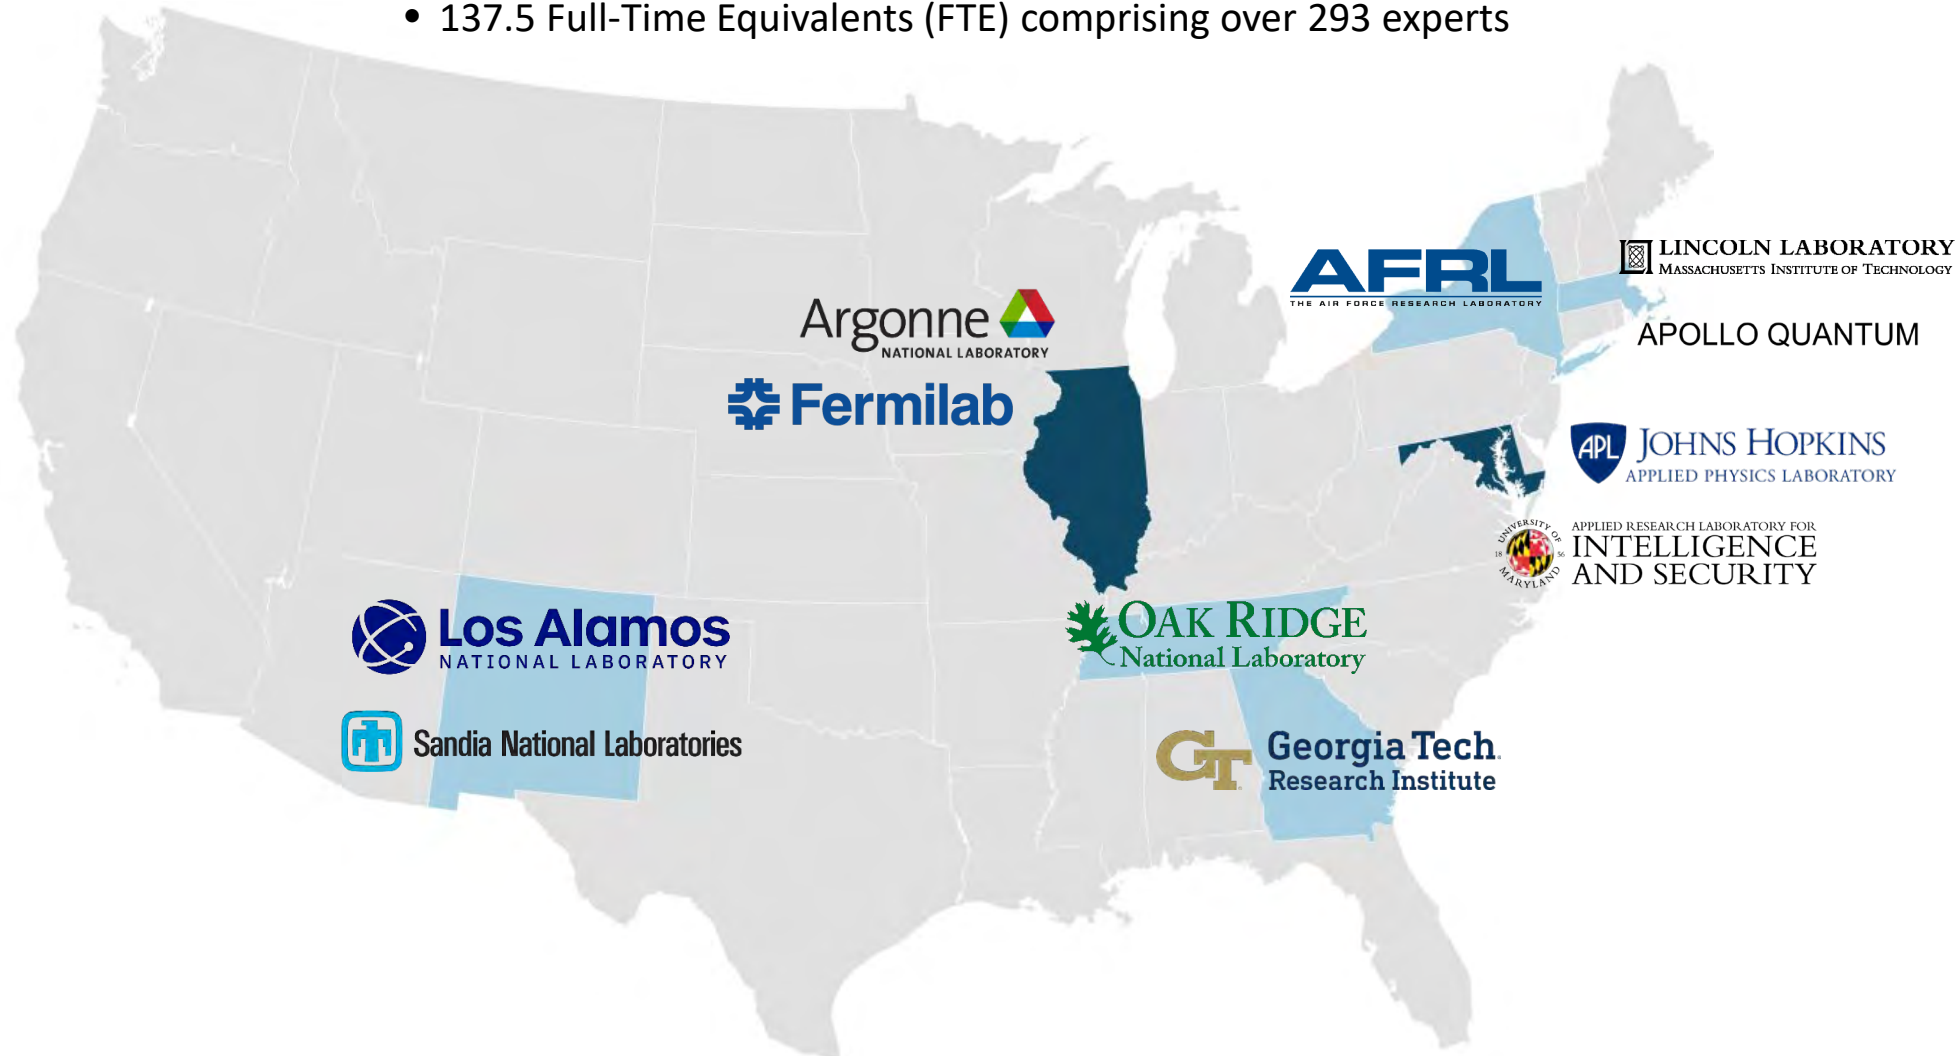 • 137.5 Full-Time Equivalents (FTE) comprising over 293 experts
AFRL
THE AIR FORCE RESEARCH LABORATORY
LINCOLN LABORATORY
MASSACHUSETTS INSTITUTE OF TECHNOLOGY
Argonne
NATIONAL LABORATORY
APOLLO QUANTUM
Fermilab
APL
JOHNS HOPKINS
APPLIED PHYSICS LABORATORY
UNIVERSITY OF
18 56
MARYLAND
APPLIED RESEARCH LABORATORY FOR
INTELLIGENCE
AND SECURITY
Los Alamos
NATIONAL LABORATORY
OAK RIDGE
National Laboratory
Sandia National Laboratories
GT
Georgia Tech
Research Institute